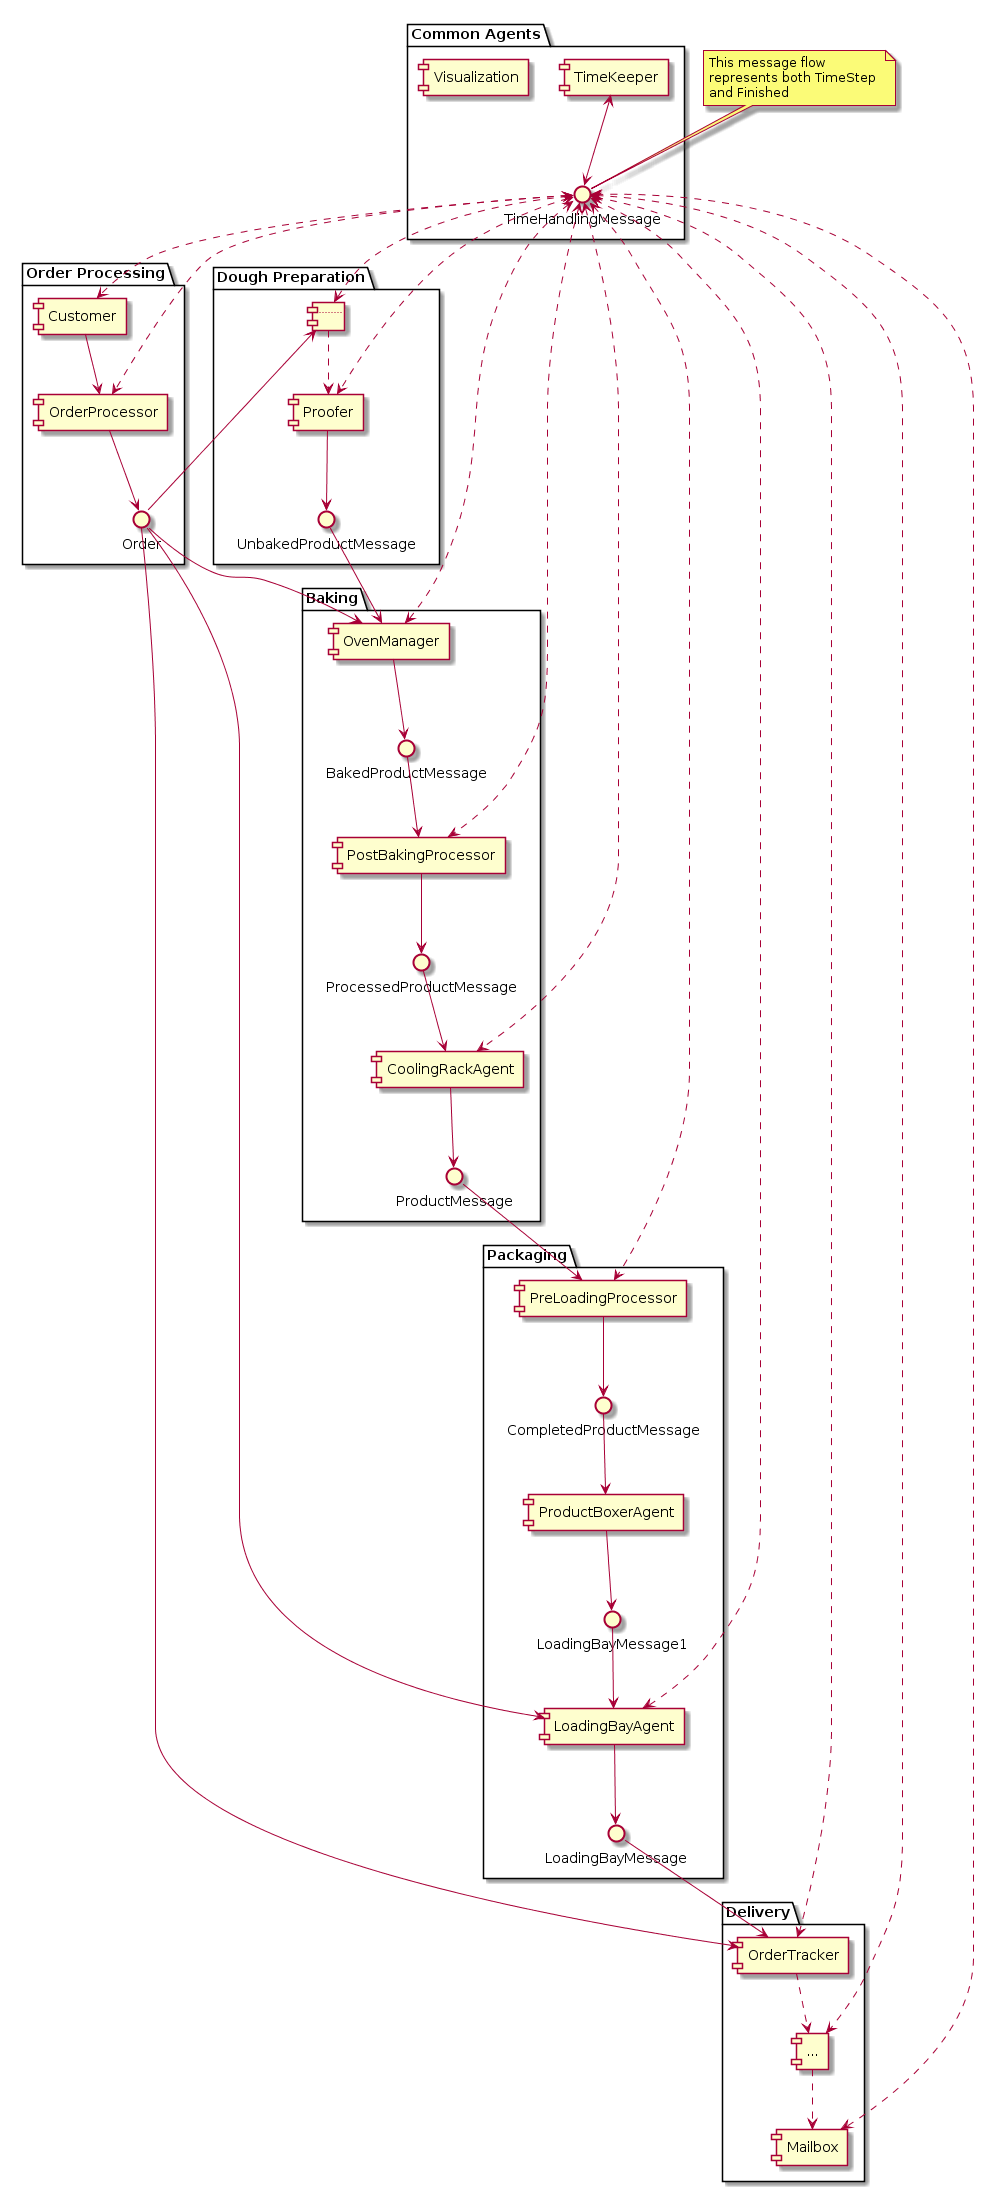 Common Agents
Visualization
TimeKeeper
This message flow
represents both TimeStep
and Finished
TimeHandlingMessage
Order Processing
Customer
OrderProcessor
Order
Dough Preparation
Proofer
UnbakedProductMessage
Baking
OvenManager
BakedProductMessage
PostBakingProcessor
ProcessedProductMessage
CoolingRackAgent
ProductMessage
Packaging
PreLoadingProcessor
CompletedProductMessage
ProductBoxerAgent
LoadingBayMessage1
LoadingBayAgent
LoadingBayMessage
Delivery
OrderTracker
...
Mailbox